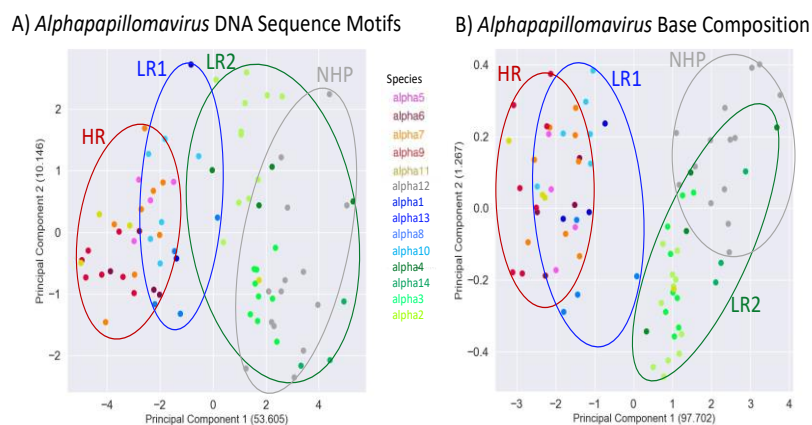 A) Alphapapillomavirus DNA Sequence Motifs
LR1
LR2
NHP
HR
2
1
0
−1
−2
Principal Component 2 (10.146)
−4
−2
0
2
4
Principal Component 1 (53.605)
Species
alpha5
alpha6
alpha7
alpha9
alpha11
alpha12
alpha1
alpha13
alpha8
alpha10
alpha4
alpha14
alpha3
alpha2
B) Alphapapillomavirus Base Composition
NHP
HR
LR1
LR2
0.4
0.2
0.0
−0.2
−0.4
Principal Component 2 (1.267)
−3
−2
−1
0
1
2
3
4
Principal Component 1 (97.702)